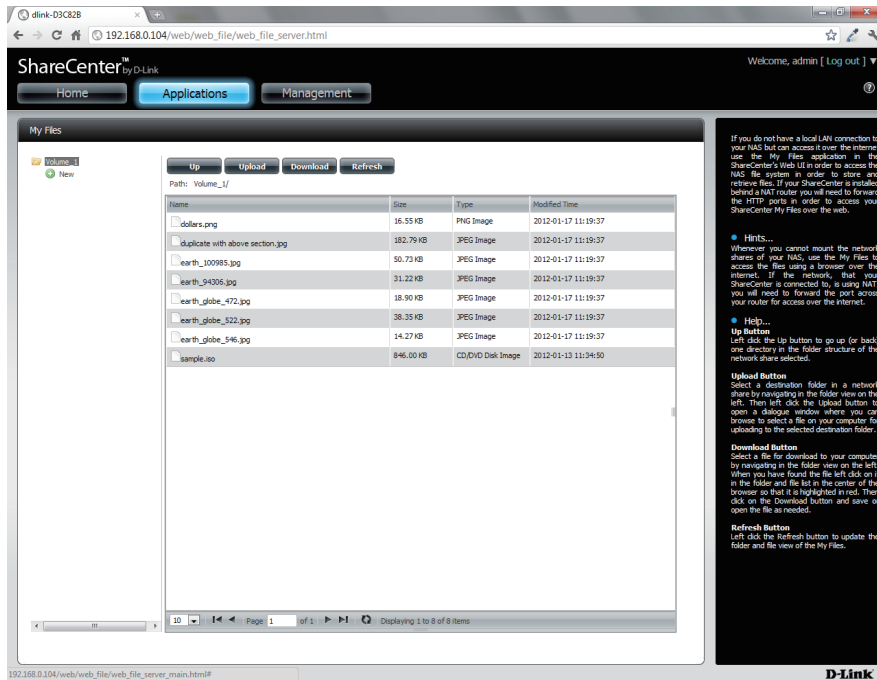 dlink-D3C82B
192.168.0.104/web/web_file/web_file_server.html
ShareCenter™ by D-Link
Welcome, admin [ Log out ]
Home Applications Management
My Files
Volume_1
New
Up Upload Download Refresh
Path: Volume_1/
Name Size Type Modified Time
dollars.png 16.55 KB PNG Image 2012-01-17 11:19:37
duplicate with above section.jpg 182.79 KB JPEG Image 2012-01-17 11:19:37
earth_100985.jpg 50.73 KB JPEG Image 2012-01-17 11:19:37
earth_94306.jpg 31.22 KB JPEG Image 2012-01-17 11:19:37
earth_globe_472.jpg 18.90 KB JPEG Image 2012-01-17 11:19:37
earth_globe_522.jpg 38.35 KB JPEG Image 2012-01-17 11:19:37
earth_globe_546.jpg 14.27 KB JPEG Image 2012-01-17 11:19:37
sample.iso 846.00 KB CD/DVD Disk Image 2012-01-13 11:34:50
10 Page 1 of 1 Displaying 1 to 8 of 8 items
If you do not have a local LAN connection to
your NAS but can access it over the interne
use the My Files application in the
ShareCenter's Web UI in order to access the
NAS file system in order to store and
retrieve files. If your ShareCenter is installed
behind a NAT router you will need to forward
the HTTP ports in order to access you
ShareCenter My Files over the web.
Hints...
Whenever you cannot mount the network
shares of your NAS, use the My Files to
access the files using a browser over the
internet. If the network, that you
ShareCenter is connected to, is using NAT
you will need to forward the port across
your router for access over the internet.
Help...
Up Button
Left click the Up button to go up (or back
one directory in the folder structure of the
network share selected.
Upload Button
Select a destination folder in a network
share by navigating in the folder view on the
left. Then left click the Upload button to
open a dialogue window where you can
browse to select a file on your computer for
uploading to the selected destination folder.
Download Button
Select a file for download to your compute
by navigating in the folder view on the left
When you have found the file left click on i
in the folder and file list in the center of the
browser so that it is highlighted in red. Then
click on the Download button and save or
open the file as needed.
Refresh Button
Left click the Refresh button to update the
folder and file view of the My Files.
192.168.0.104/web/web_file/web_file_server_main.html#
D-Link